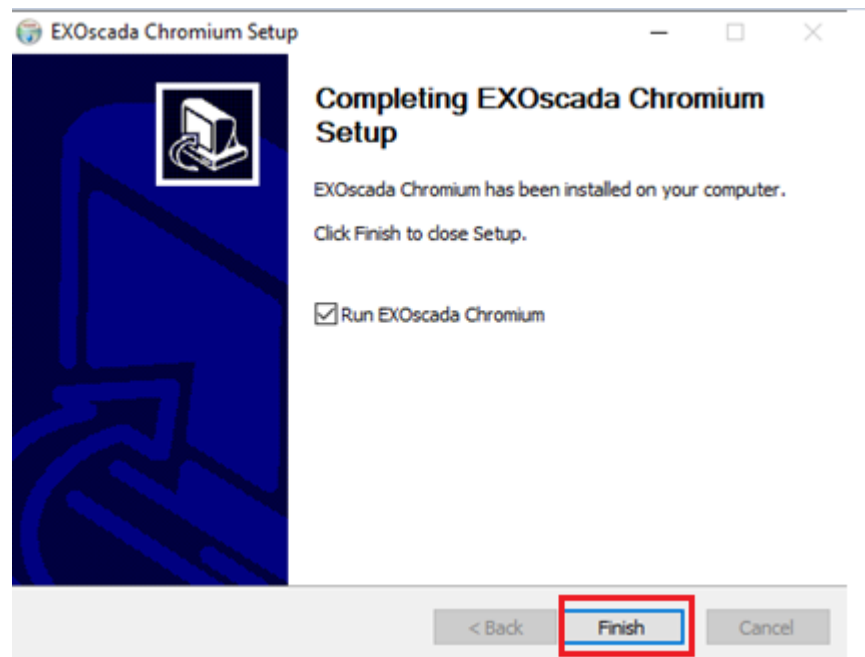 EXOscada Chromium Setup
Completing EXOscada Chromium
Setup
EXOscada Chromium has been installed on your computer.
Click Finish to close Setup.
Run EXOscada Chromium
< Back
Finish
Cancel